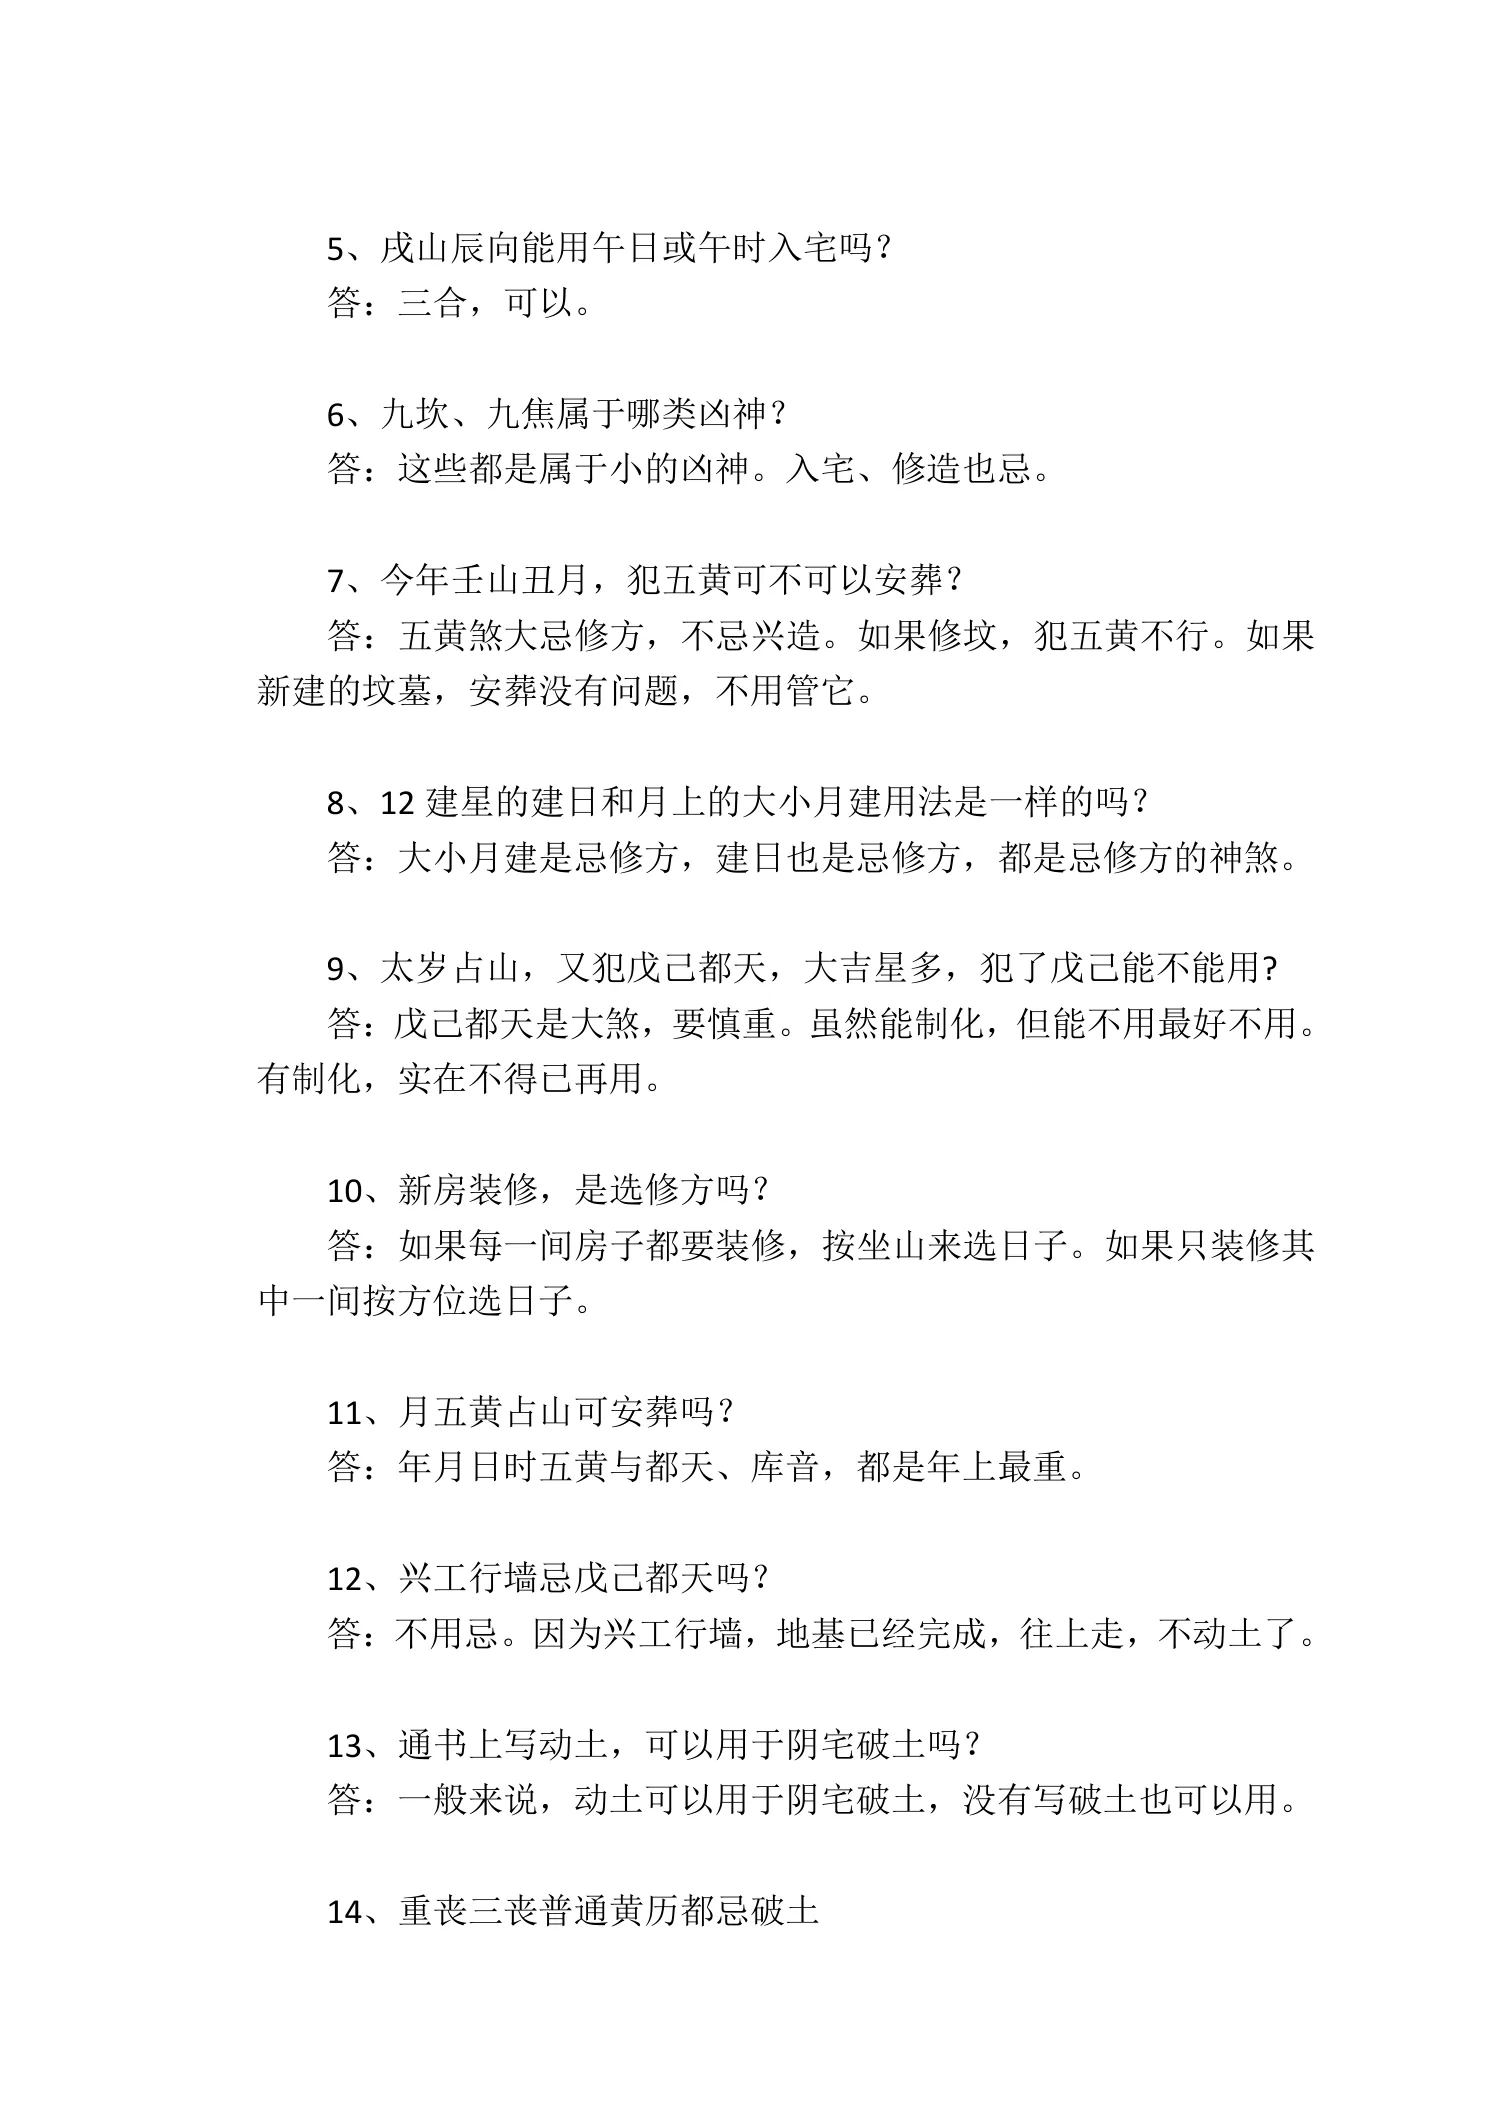 5、戌山辰向能用午日或午时入宅吗？
答：三合，可以。
6、九坎、九焦属于哪类凶神？
答：这些都是属于小的凶神。入宅、修造也忌。
7、今年壬山丑月，犯五黄可不可以安葬？
答：五黄煞大忌修方，不忌兴造。如果修坟，犯五黄不行。如果
新建的坟墓，安葬没有问题，不用管它。
8、12 建星的建日和月上的大小月建用法是一样的吗？
答：大小月建是忌修方，建日也是忌修方，都是忌修方的神煞。
9、太岁占山，又犯戊己都天，大吉星多，犯了戊己能不能用?
答：戊己都天是大煞，要慎重。虽然能制化，但能不用最好不用。
有制化，实在不得已再用。
10、新房装修，是选修方吗？
答：如果每一间房子都要装修，按坐山来选日子。如果只装修其
中一间按方位选日子。
11、月五黄占山可安葬吗？
答：年月日时五黄与都天、库音，都是年上最重。
12、兴工行墙忌戊己都天吗？
答：不用忌。因为兴工行墙，地基已经完成，往上走，不动土了。
13、通书上写动土，可以用于阴宅破土吗？
答：一般来说，动土可以用于阴宅破土，没有写破土也可以用。
14、重丧三丧普通黄历都忌破土